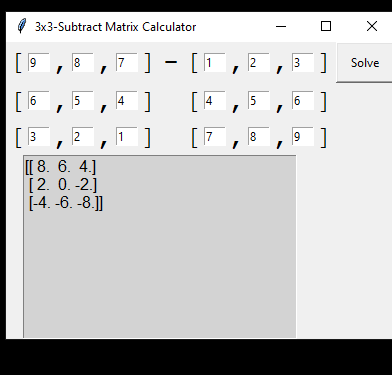 3x3-Subtract Matrix Calculator
[ 9 , 8 , 7 ] - [ 1 , 2 , 3 ] Solve
[ 6 , 5 , 4 ] [ 4 , 5 , 6 ]
[ 3 , 2 , 1 ] [ 7 , 8 , 9 ]
[[ 8. 6. 4.]
[ 2. 0. -2.]
[-4. -6. -8.]]